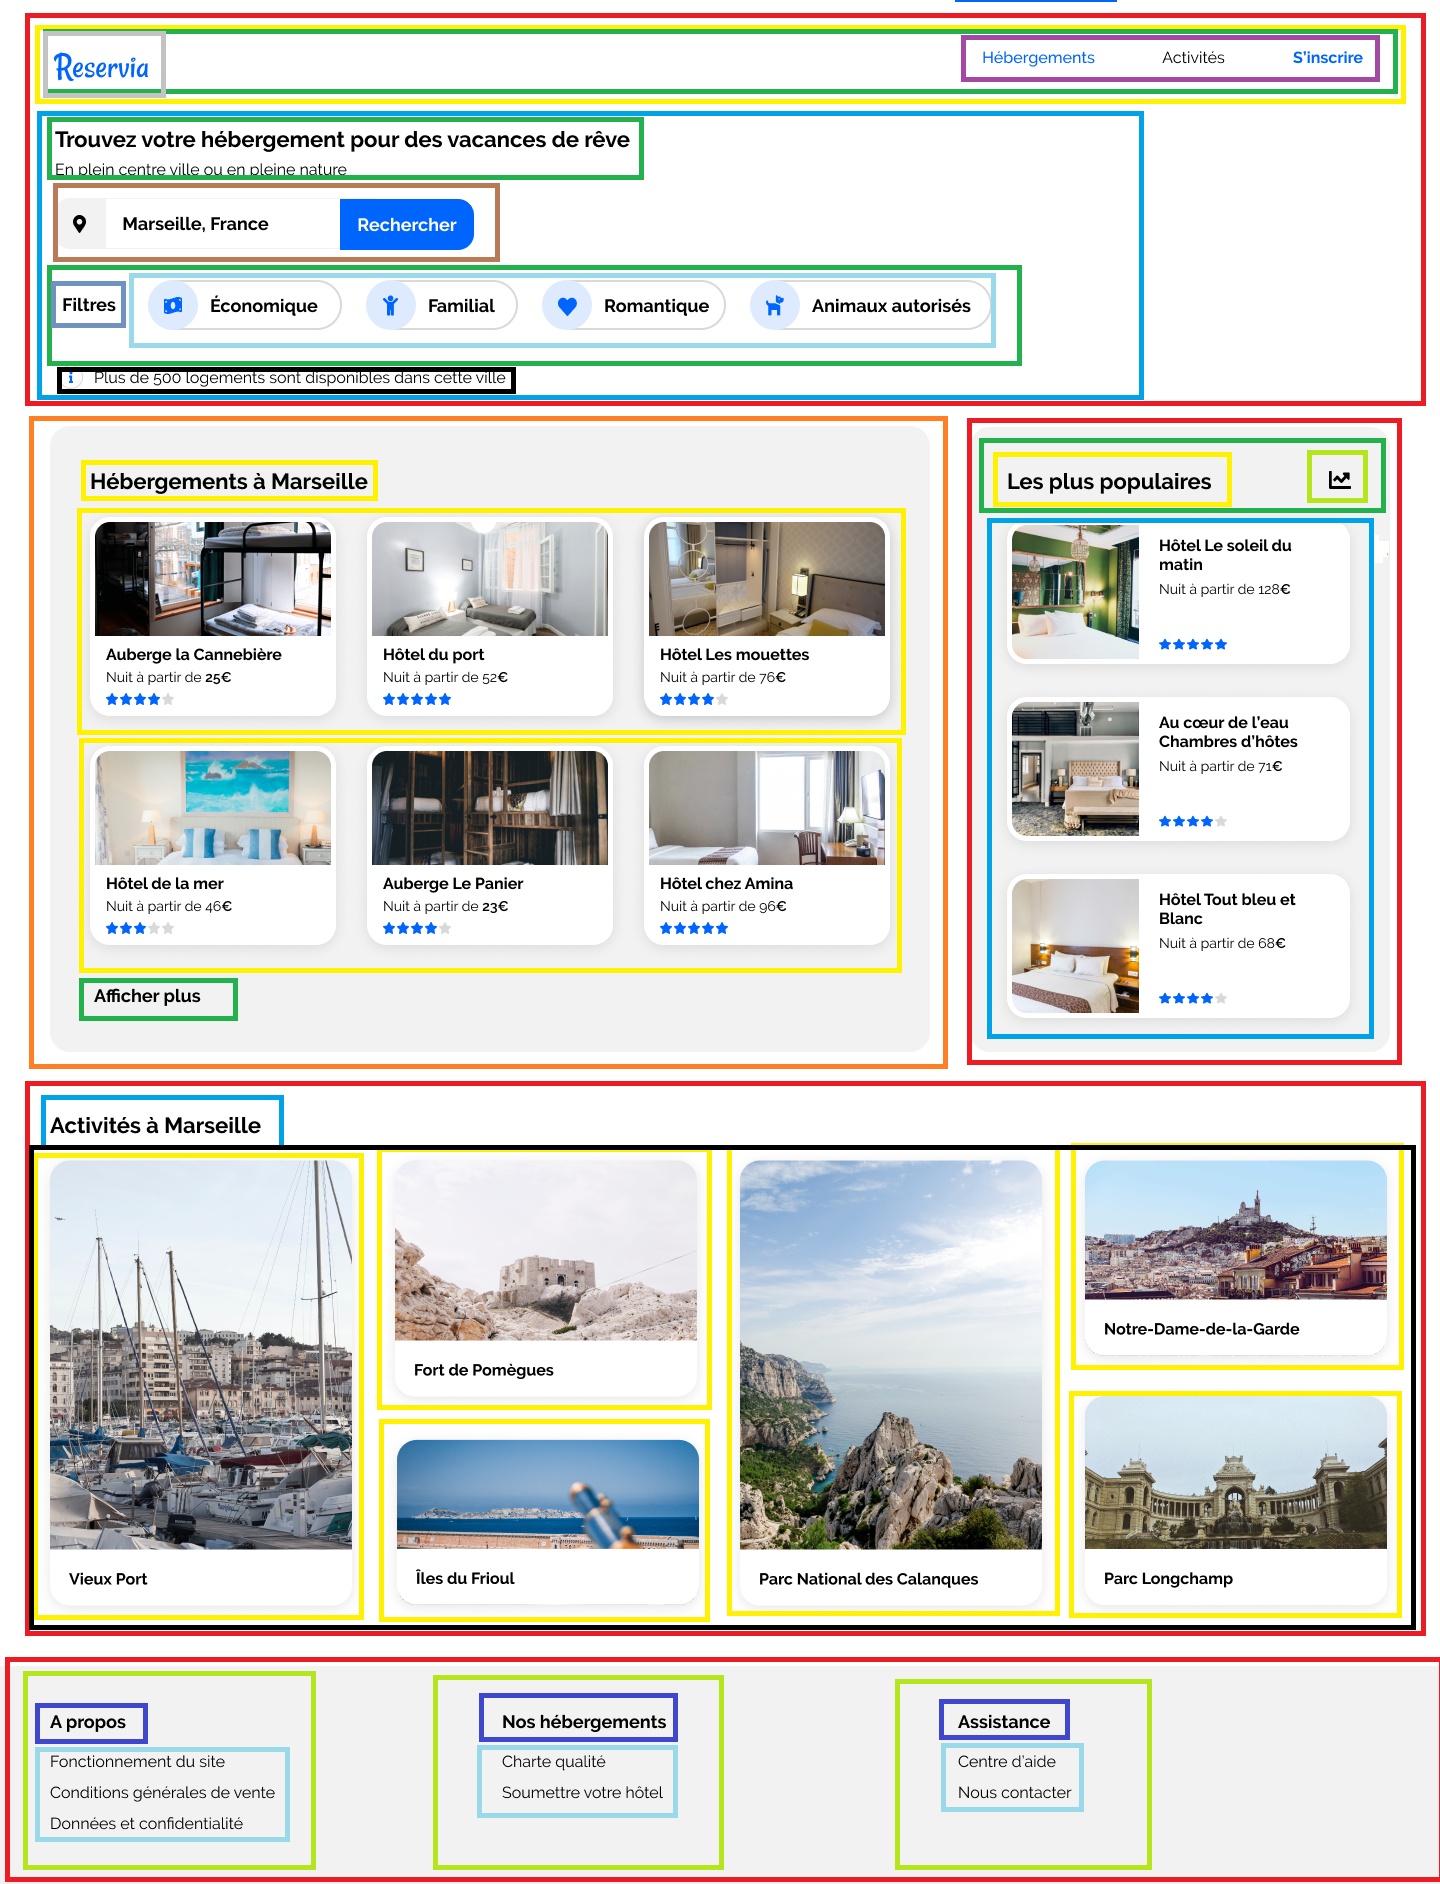 Reservia
Hébergements
Activités
S'inscrire
Trouvez votre hébergement pour des vacances de rêve
En plein centre ville ou en pleine nature
Marseille, France
Rechercher
Filtres
Économique
Familial
Romantique
Animaux autorisés
Plus de 500 logements sont disponibles dans cette ville
Hébergements à Marseille
Auberge la Cannebière
Nuit à partir de 25€
Hôtel du port
Nuit à partir de 52€
Hôtel Les mouettes
Nuit à partir de 76€
Hôtel de la mer
Nuit à partir de 46€
Auberge Le Panier
Nuit à partir de 23€
Hôtel chez Amina
Nuit à partir de 96€
Afficher plus
Les plus populaires
Hôtel Le soleil du
matin
Nuit à partir de 128€
Au cœur de l'eau
Chambres d'hôtes
Nuit à partir de 71€
Hôtel Tout bleu et
Blanc
Nuit à partir de 68€
Activités à Marseille
Vieux Port
Fort de Pomègues
Îles du Frioul
Parc National des Calanques
Notre-Dame-de-la-Garde
Parc Longchamp
A propos
Fonctionnement du site
Conditions générales de vente
Données et confidentialité
Nos hébergements
Charte qualité
Soumettre votre hôtel
Assistance
Centre d'aide
Nous contacter